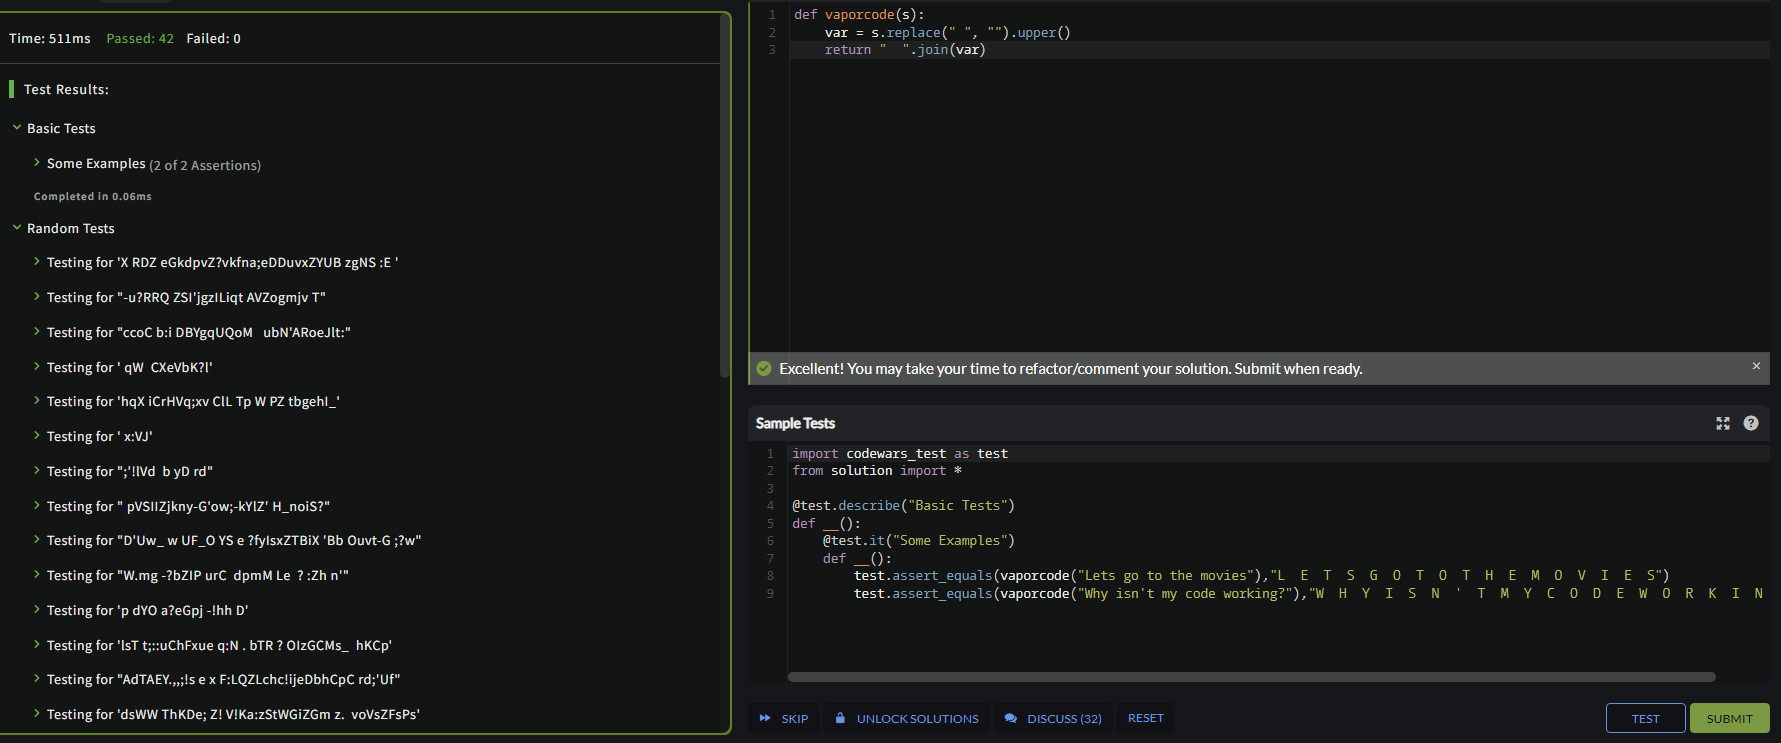 Time: 511ms Passed: 42 Failed: 0
Test Results:
Basic Tests
Some Examples (2 of 2 Assertions)
Completed in 0.06ms
Random Tests
Testing for 'X RDZ eGkdpvZ?vkfna;eDDuvxZYUB zgNS :E '
Testing for "-u?RRQ ZSI'jgzILiqt AVZogmjv T"
Testing for "ccoC b:i DBYgqUQoM   ubN'ARoeJlt:"
Testing for ' qW  CXeVbK?l'
Testing for 'hqX iCrHVq;xv ClL Tp W PZ tbgehI_'
Testing for ' x:VJ'
Testing for ";'!lVd  b yD rd"
Testing for " pVSIIZjkny-G'ow;-kYlZ' H_noiS?"
Testing for "D'Uw_ w UF_O YS e ?fyIsxZTBiX 'Bb Ouvt-G ;?w"
Testing for "W.mg -?bZIP urC  dpmM Le  ? :Zh n'"
Testing for 'p dYO a?eGpj -!hh D'
Testing for 'lsT t;::uChFxue q:N . bTR ? OIzGCMs_  hKCp'
Testing for "AdTAEY.,,;!s e x F:LQZLchc!ijeDbhCpC rd;'Uf"
Testing for 'dsWW ThKDe; Z! V!Ka:zStWGiZGm z.  voVsZFsPs'
1 def vaporcode(s):
2     var = s.replace(" ", "").upper()
3     return "  ".join(var)
Excellent! You may take your time to refactor/comment your solution. Submit when ready. ×
Sample Tests ?
1 import codewars_test as test
2 from solution import *
3
4 @test.describe("Basic Tests")
5 def __():
6     @test.it("Some Examples")
7     def __():
8         test.assert_equals(vaporcode("Lets go to the movies"),"L  E  T  S  G  O  T  O  T  H  E  M  O  V  I  E  S")
9         test.assert_equals(vaporcode("Why isn't my code working?"),"W  H  Y  I  S  N  '  T  M  Y  C  O  D  E  W  O  R  K  I  N
SKIP UNLOCK SOLUTIONS DISCUSS (32) RESET TEST SUBMIT